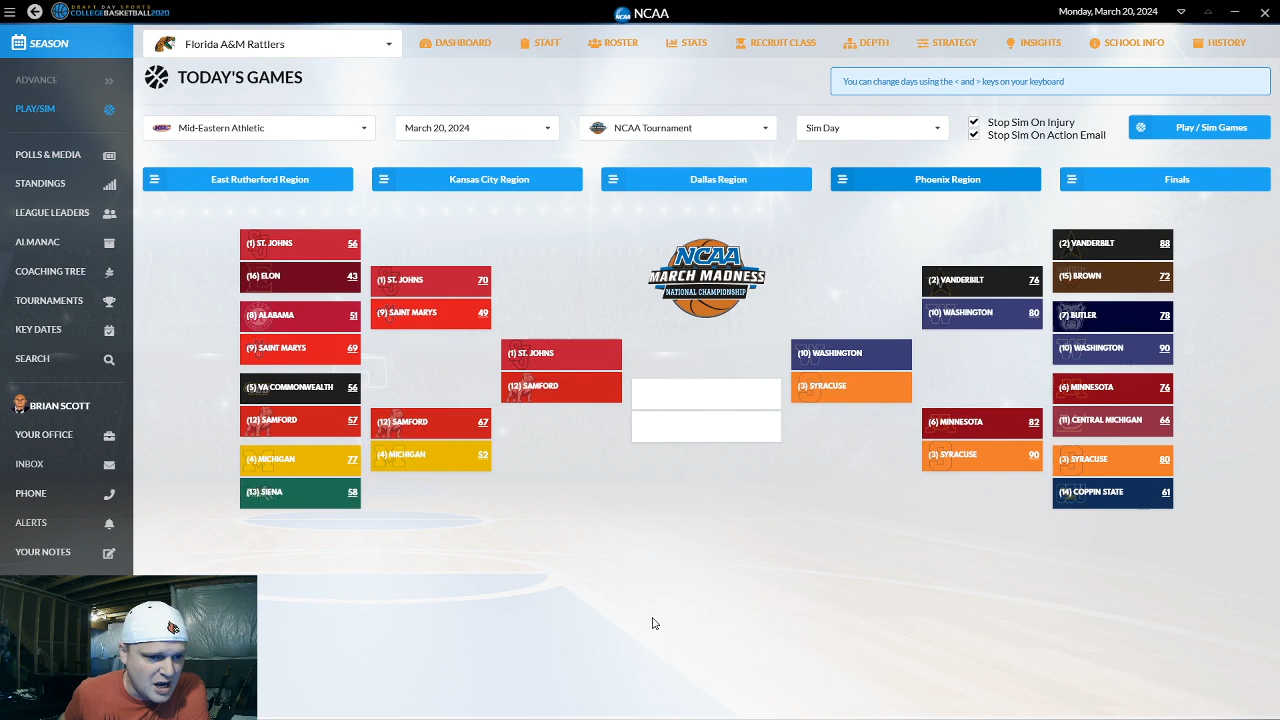 DRAFT DAY SPORTS
COLLEGE BASKETBALL 2020
NCAA
Monday, March 20, 2024
SEASON
Florida A&M Rattlers
DASHBOARD
STAFF
ROSTER
STATS
RECRUIT CLASS
DEPTH
STRATEGY
INSIGHTS
SCHOOL INFO
HISTORY
ADVANCE
PLAY/SIM
POLLS & MEDIA
STANDINGS
LEAGUE LEADERS
ALMANAC
COACHING TREE
TOURNAMENTS
KEY DATES
SEARCH
BRIAN SCOTT
YOUR OFFICE
INBOX
PHONE
ALERTS
YOUR NOTES
TODAY'S GAMES
You can change days using the < and > keys on your keyboard
Mid-Eastern Athletic
March 20, 2024
NCAA Tournament
Sim Day
Stop Sim On Injury
Stop Sim On Action Email
Play / Sim Games
East Rutherford Region
Kansas City Region
Dallas Region
Phoenix Region
Finals
(1) ST. JOHNS 56
(16) ELON 43
(8) ALABAMA 51
(9) SAINT MARYS 69
(5) VA COMMONWEALTH 56
(12) SAMFORD 57
(4) MICHIGAN 77
(13) SIENA 58
(1) ST. JOHNS 70
(9) SAINT MARYS 49
(12) SAMFORD 67
(4) MICHIGAN 52
(1) ST. JOHNS
(12) SAMFORD
NCAA
MARCH MADNESS
NATIONAL CHAMPIONSHIP
(10) WASHINGTON
(3) SYRACUSE
(2) VANDERBILT 76
(10) WASHINGTON 80
(6) MINNESOTA 82
(3) SYRACUSE 90
(2) VANDERBILT 88
(15) BROWN 72
(7) BUTLER 78
(10) WASHINGTON 90
(6) MINNESOTA 76
(11) CENTRAL MICHIGAN 66
(3) SYRACUSE 80
(14) COPPIN STATE 61